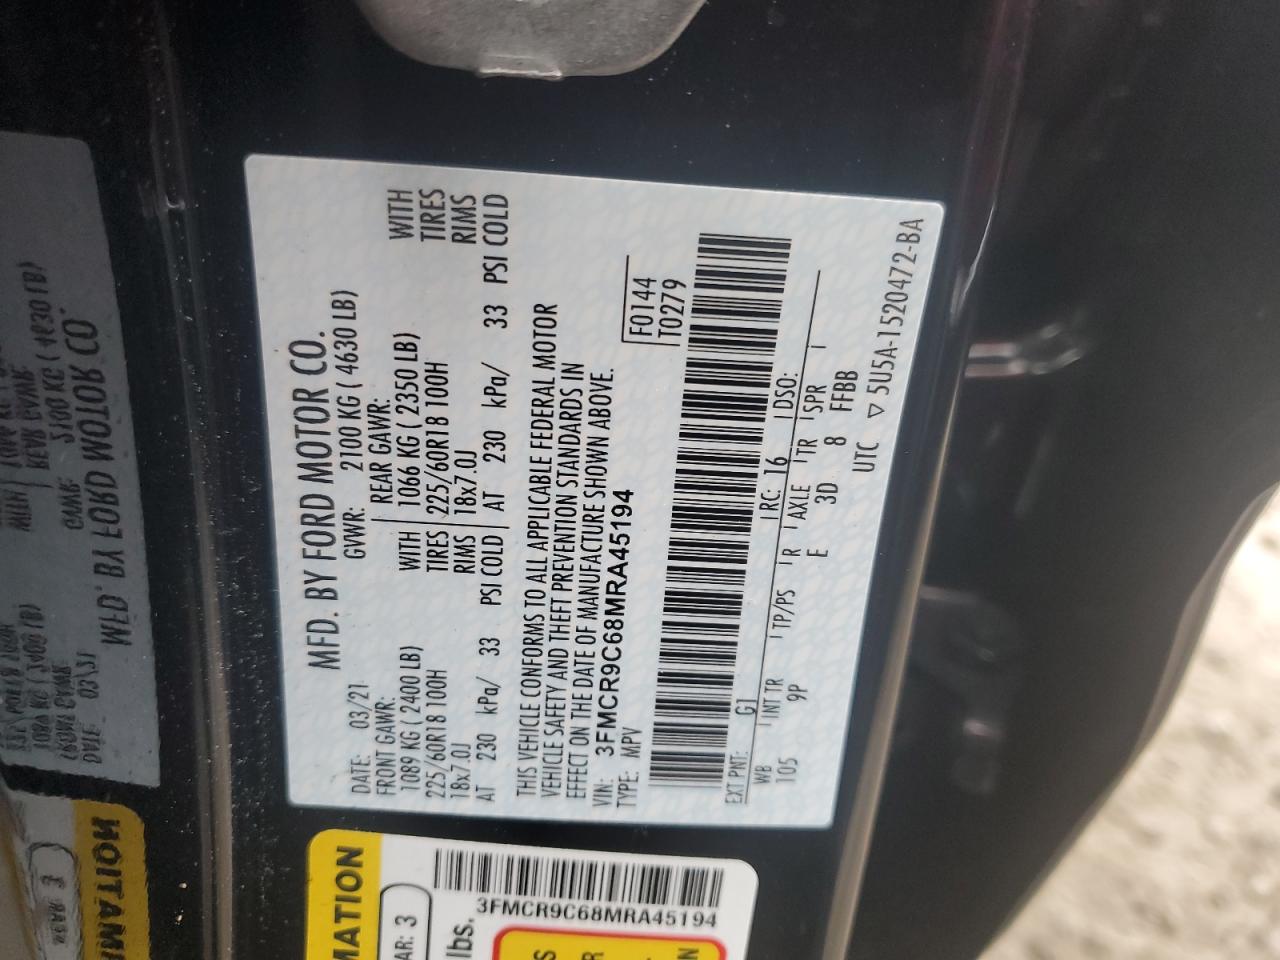 MFD. BY FORD MOTOR CO.
DATE: 03/21 GWWR: 2100 KG ( 4630 LB)
FRONT GAWR: REAR GAWR:
1089 KG ( 2400 LB) WITH 1066 KG ( 2350 LB) WITH
225/60R18 100H TIRES 225/60R18 100H TIRES
18x7.0J RIMS 18x7.0J RIMS
AT 230 kPa/ 33 PSI COLD AT 230 kPa/ 33 PSI COLD
THIS VEHICLE CONFORMS TO ALL APPLICABLE FEDERAL MOTOR
VEHICLE SAFETY AND THEFT PREVENTION STANDARDS IN
EFFECT ON THE DATE OF MANUFACTURE SHOWN ABOVE.
VIN: 3FMCR9C68MRA45194
TYPE: MPV
F0144
T0279
EXT PNT: G1 RC: 16 DSO:
WB INT TR TP/PS R AXLE TR SPR
105 9P E 3D 8 FFBB
UTC ▽ 5U5A-1520472-BA
MATION
AR: 3
lbs.
3FMCR9C68MRA45194